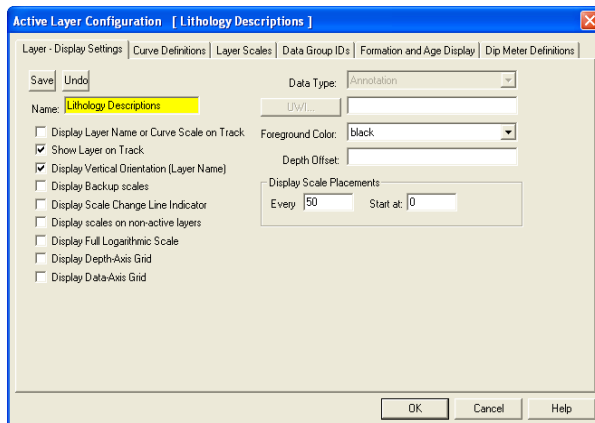 Active Layer Configuration [ Lithology Descriptions ]
Layer - Display Settings Curve Definitions Layer Scales Data Group IDs Formation and Age Display Dip Meter Definitions
Save Undo
Name: Lithology Descriptions
Display Layer Name or Curve Scale on Track
Show Layer on Track
Display Vertical Orientation (Layer Name)
Display Backup scales
Display Scale Change Line Indicator
Display scales on non-active layers
Display Full Logarithmic Scale
Display Depth-Axis Grid
Display Data-Axis Grid
Data Type: Annotation
UWI...
Foreground Color: black
Depth Offset:
Display Scale Placements
Every 50 Start at: 0
OK Cancel Help